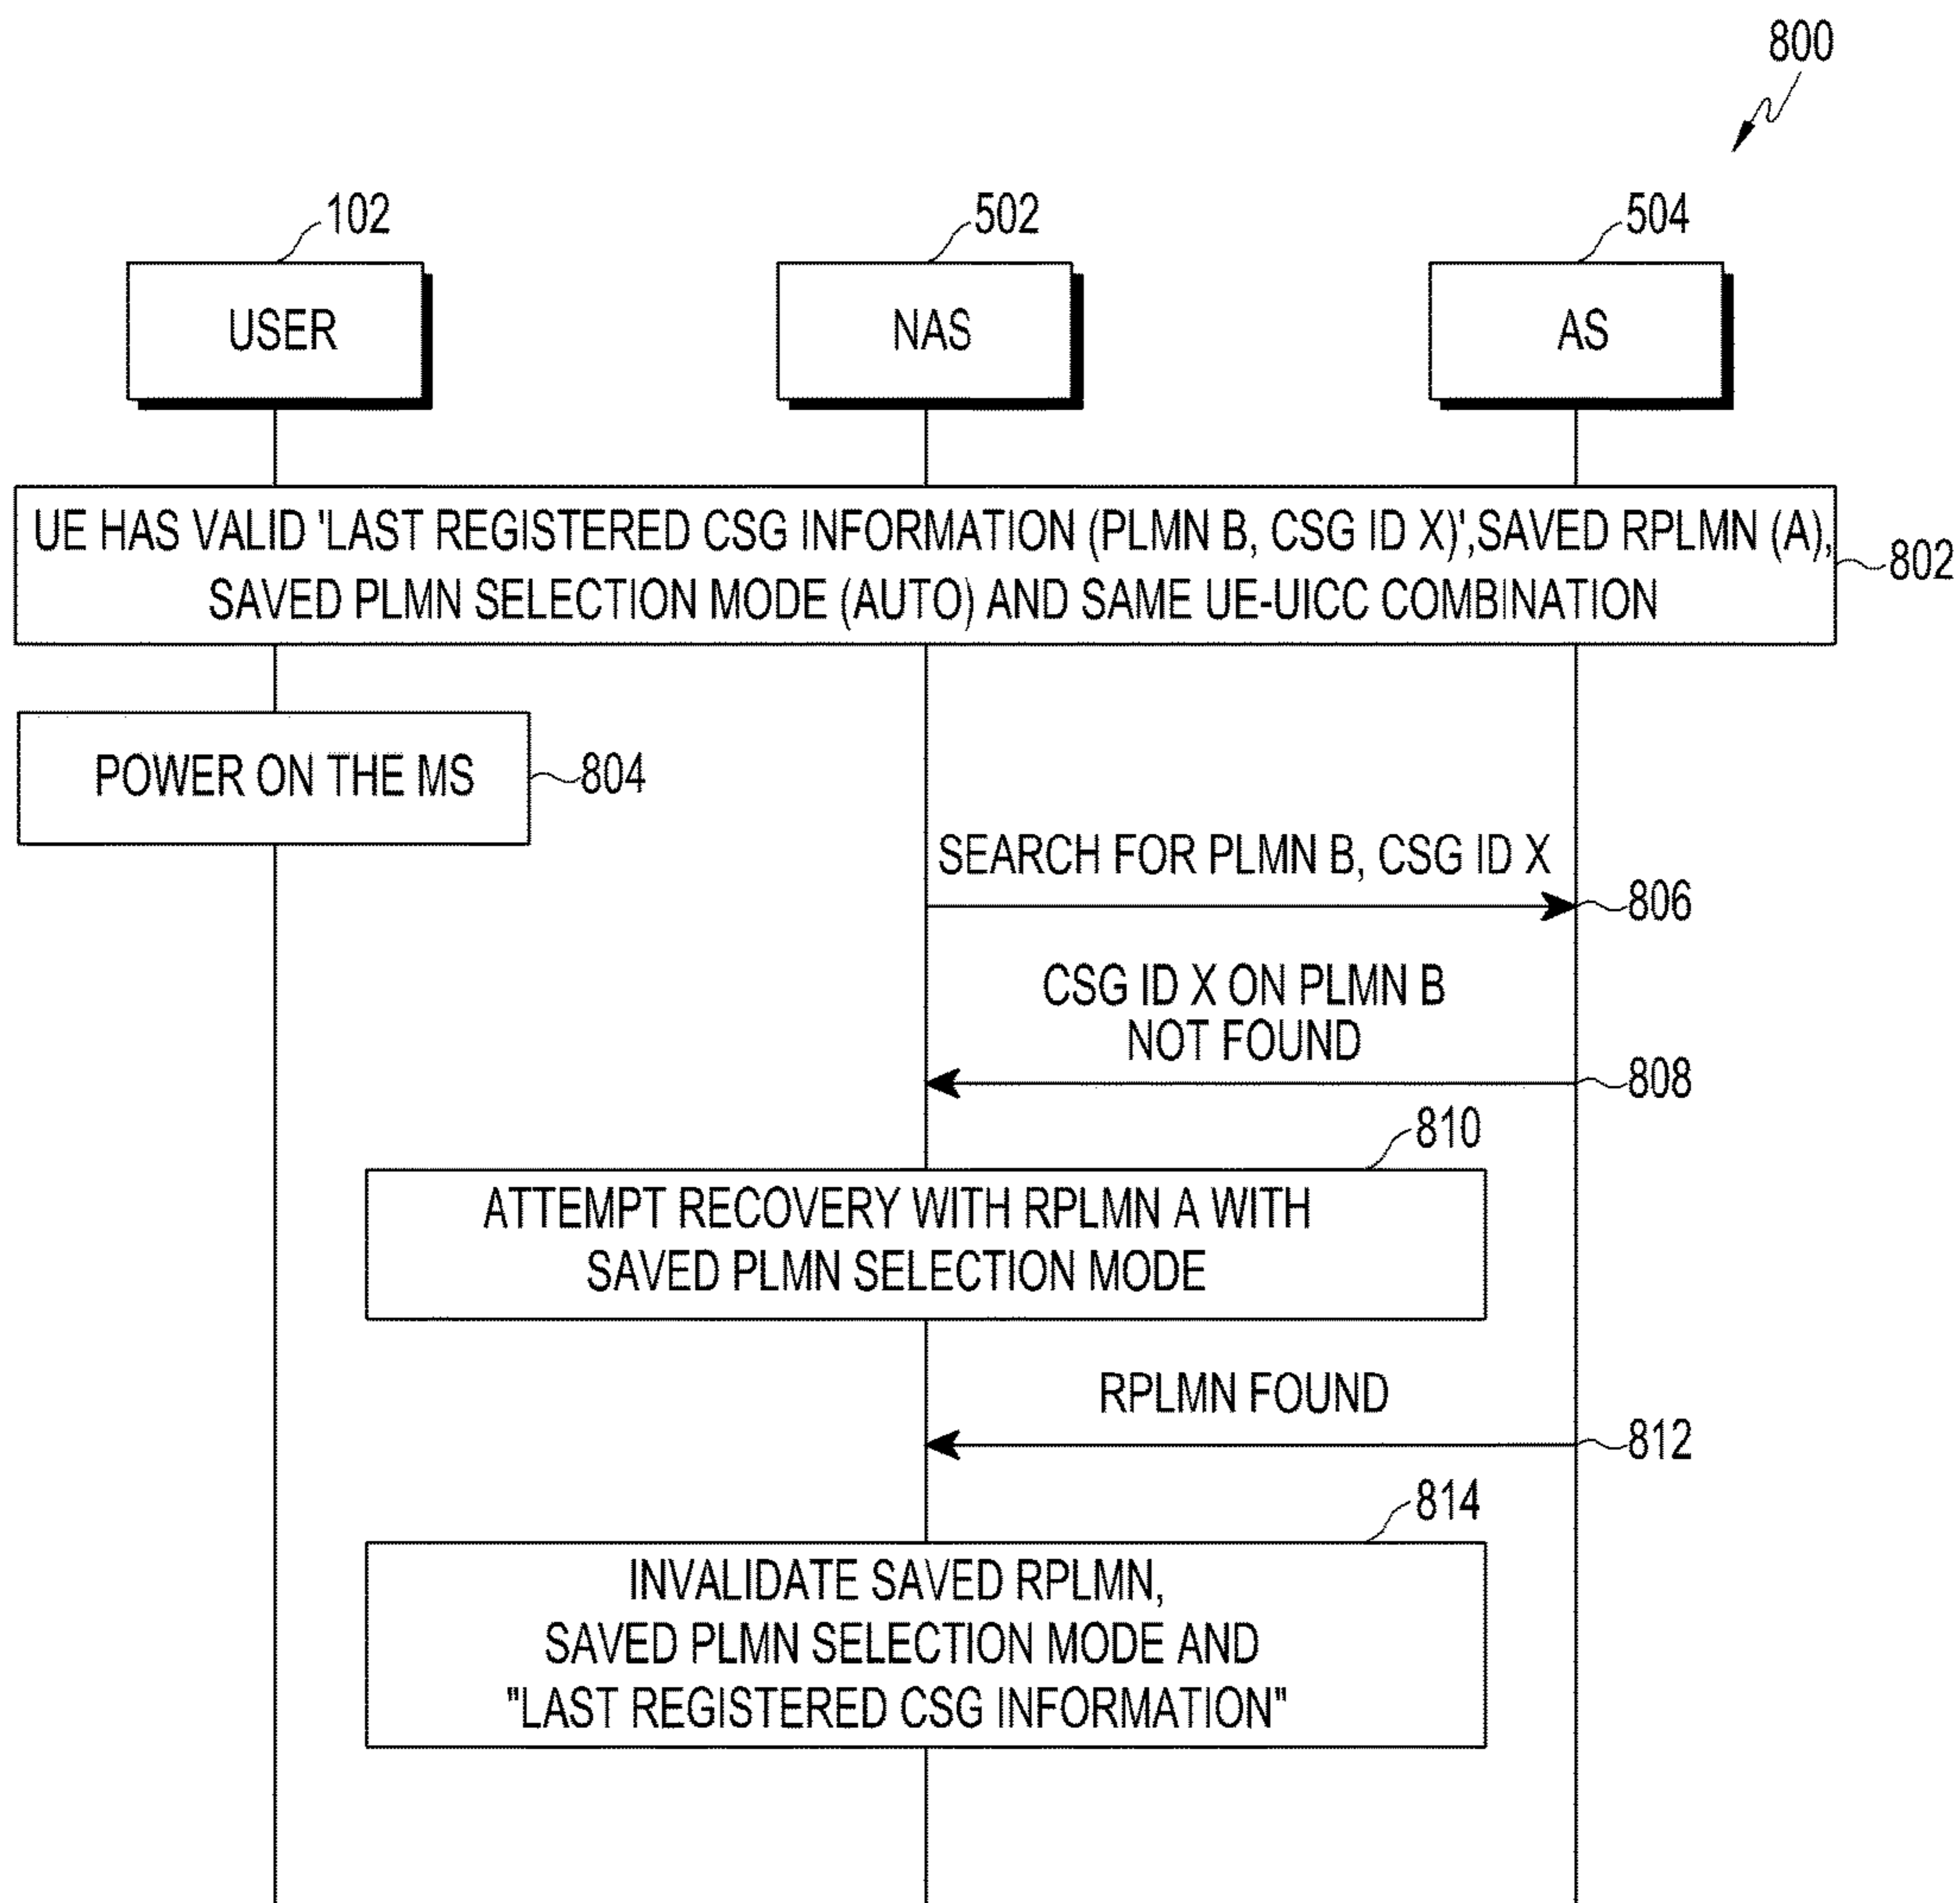 800
102
502
504
USER
NAS
AS
UE HAS VALID 'LAST REGISTERED CSG INFORMATION (PLMN B, CSG ID X)',SAVED RPLMN (A),
SAVED PLMN SELECTION MODE (AUTO) AND SAME UE-UICC COMBINATION
802
POWER ON THE MS
804
SEARCH FOR PLMN B, CSG ID X
806
CSG ID X ON PLMN B
NOT FOUND
808
810
ATTEMPT RECOVERY WITH RPLMN A WITH
SAVED PLMN SELECTION MODE
RPLMN FOUND
812
814
INVALIDATE SAVED RPLMN,
SAVED PLMN SELECTION MODE AND
"LAST REGISTERED CSG INFORMATION"